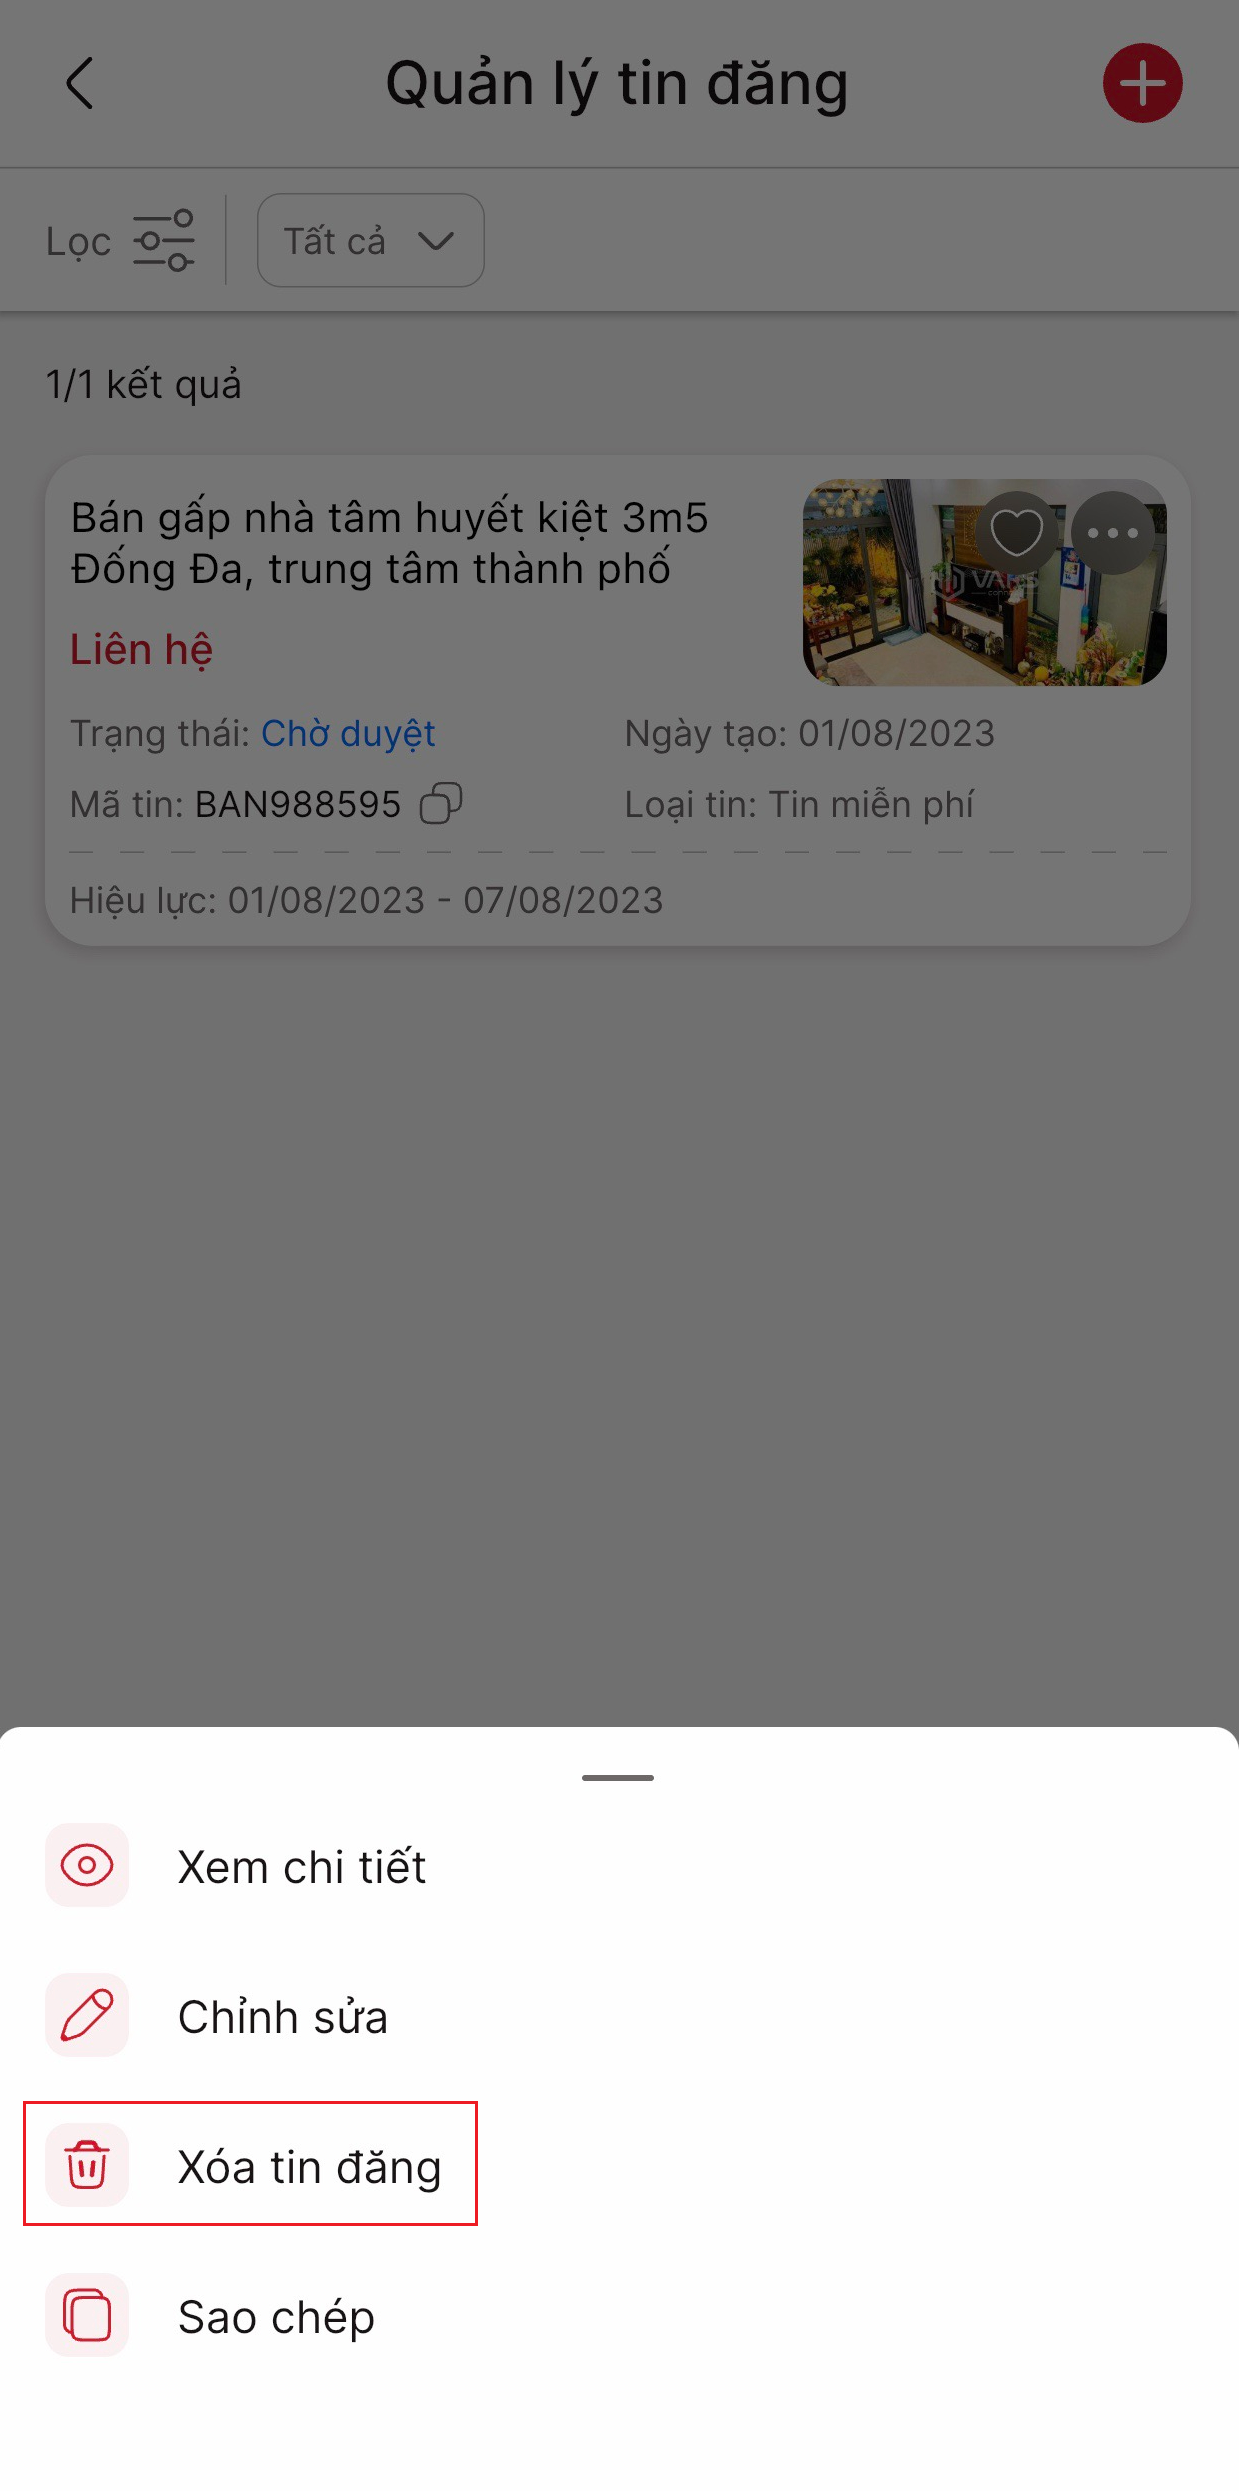 Quản lý tin đăng
Lọc
Tất cả
1/1 kết quả
Bán gấp nhà tâm huyết kiệt 3m5
Đống Đa, trung tâm thành phố
VARS
connect
Liên hệ
Trạng thái: Chờ duyệt
Ngày tạo: 01/08/2023
Mã tin: BAN988595
Loại tin: Tin miễn phí
Hiệu lực: 01/08/2023 - 07/08/2023
Xem chi tiết
Chỉnh sửa
Xóa tin đăng
Sao chép